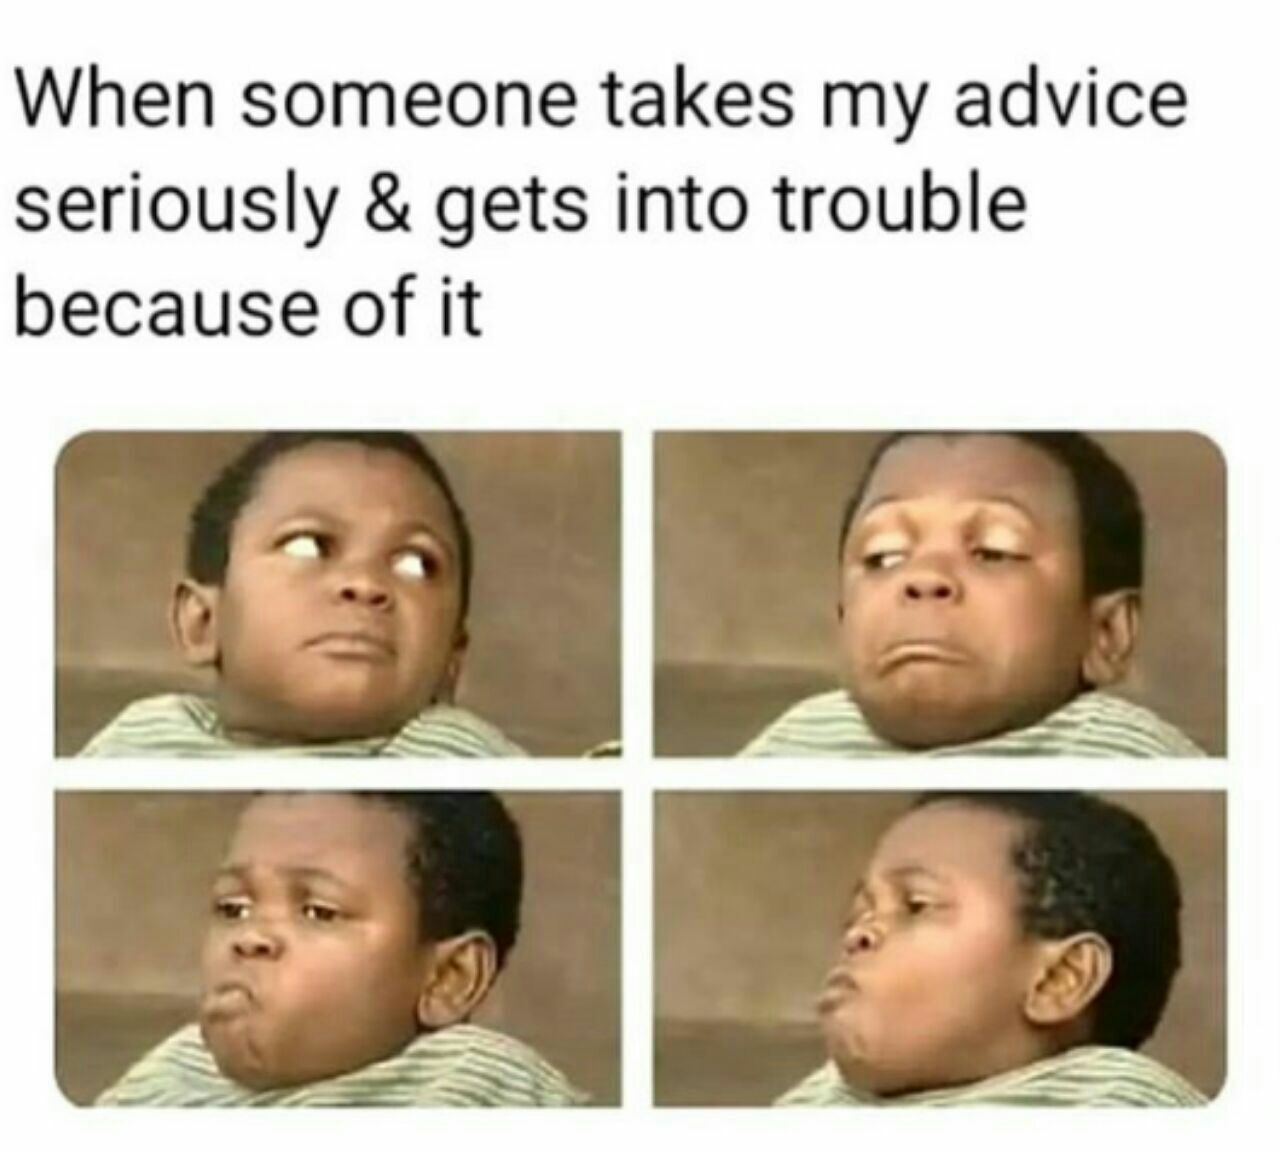 When someone takes my advice
seriously & gets into trouble
because of it